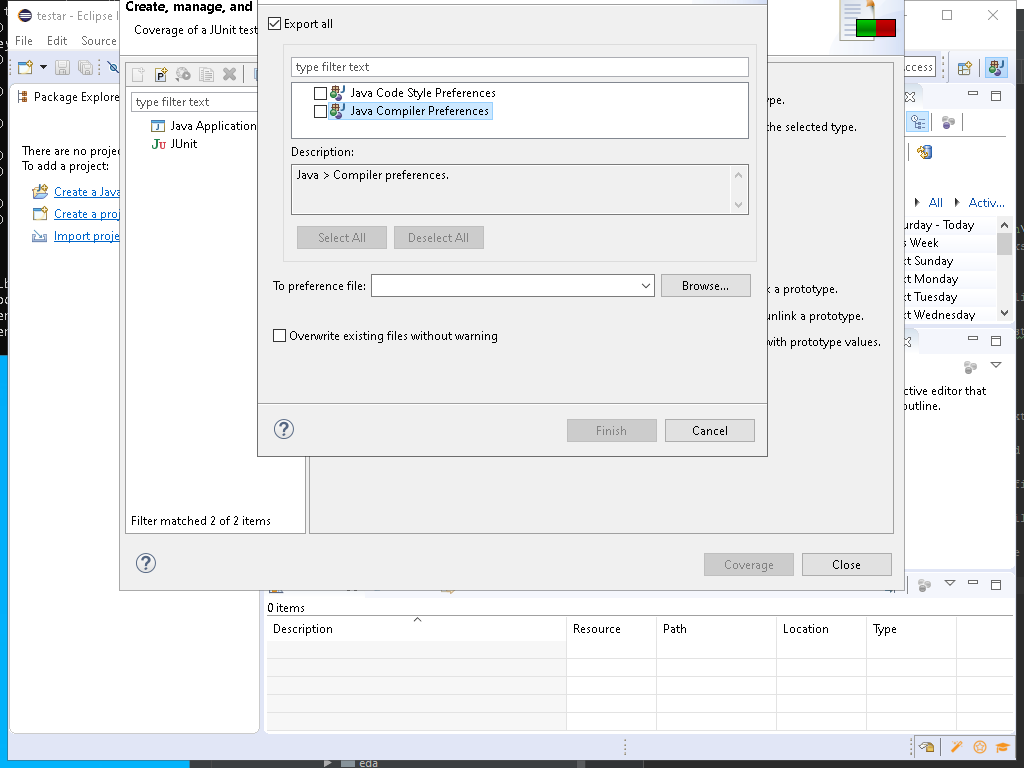 testar - Eclipse I
File Edit Source
Create, manage, and
Coverage of a JUnit test
Export all
type filter text
Java Code Style Preferences
Java Compiler Preferences
Description:
Java > Compiler preferences.
Select All
Deselect All
To preference file:
Browse...
Overwrite existing files without warning
Finish
Cancel
Package Explore
There are no projec
To add a project:
Create a Java
Create a proj
Import proje
type filter text
Java Application
JUnit
Filter matched 2 of 2 items
ype.
the selected type.
k a prototype.
unlink a prototype.
with prototype values.
Coverage
Close
ccess
All
Activ...
urday - Today
s Week
xt Sunday
xt Monday
xt Tuesday
xt Wednesday
ctive editor that
outline.
0 items
Description
Resource
Path
Location
Type
eda